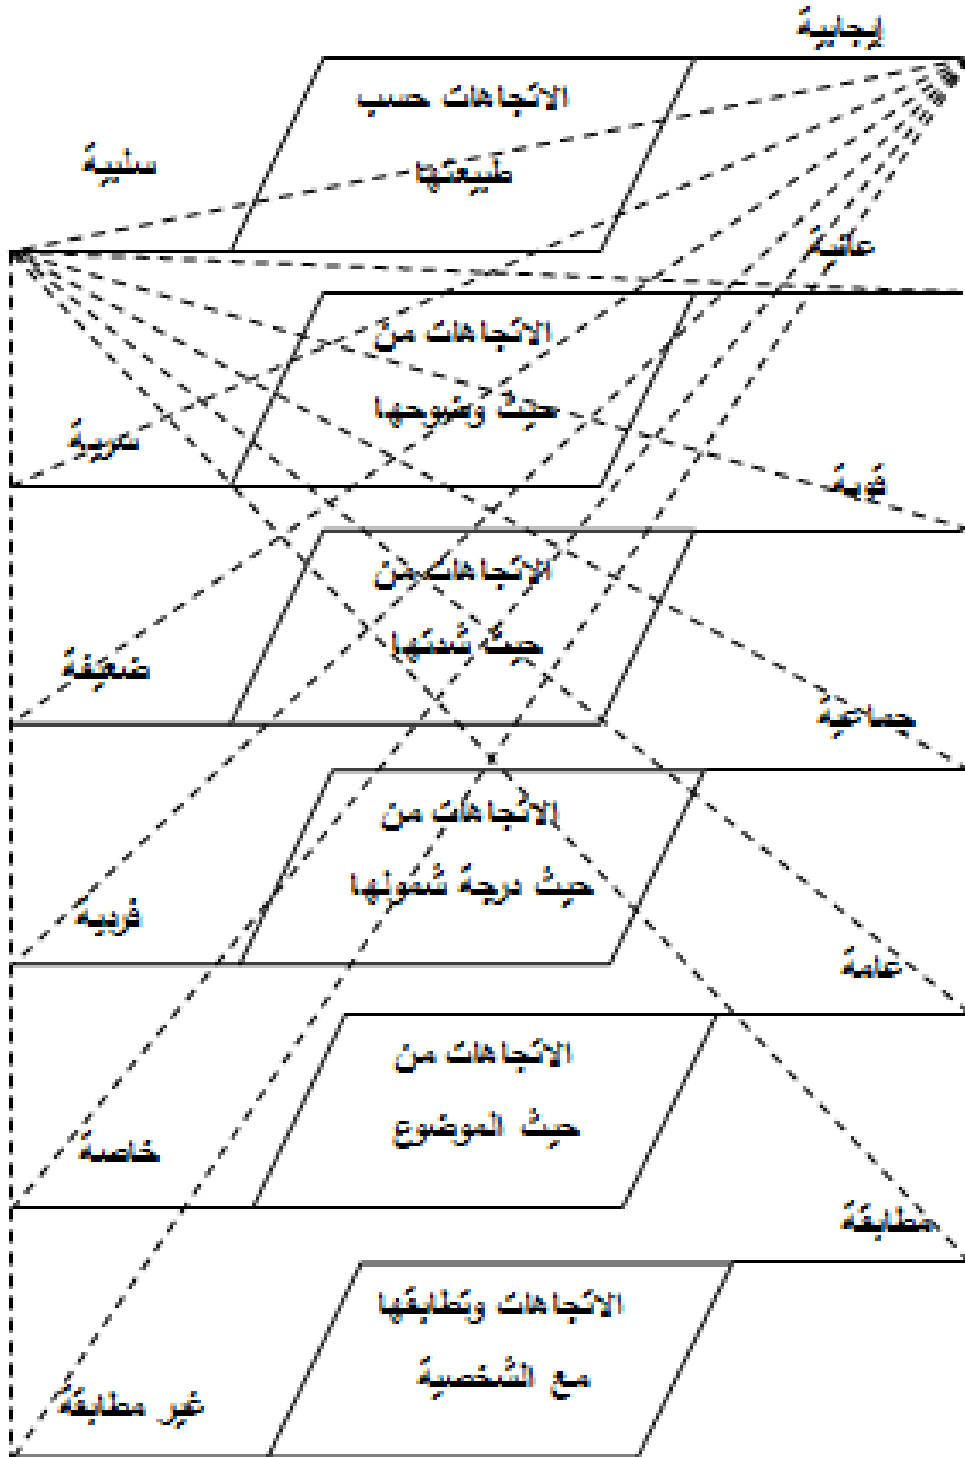 إيجابية
الاتجاهات حسب
طبيعتها
سلبية
علنية
الاتجاهات من
حيث وضوحها
سرية
قوية
الاتجاهات من
حيث شدتها
ضعيفة
جماعية
الاتجاهات من
حيث درجة شمولها
فردية
عامة
الاتجاهات من
حيث الموضوع
خاصة
مطابقة
الاتجاهات وتطابقها
مع الشخصية
غير مطابقة